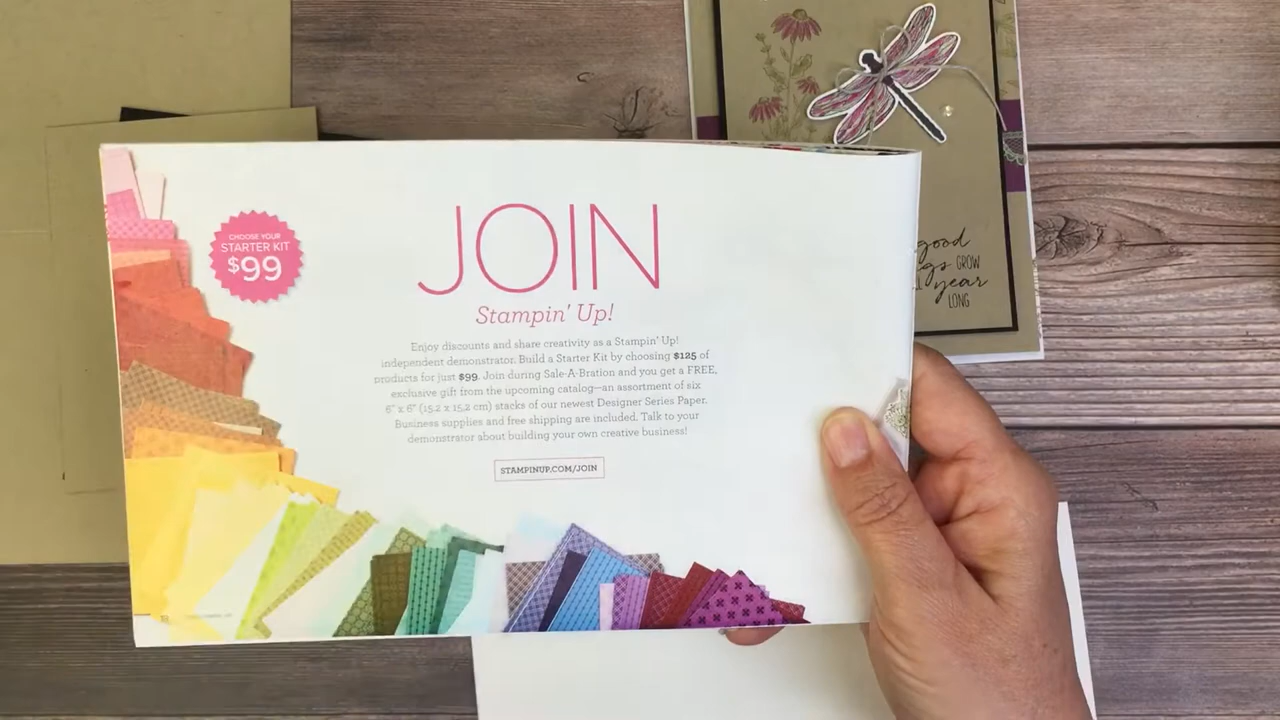 CHOOSE YOUR
STARTER KIT
$99
JOIN
Stampin' Up!
Enjoy discounts and share creativity as a Stampin' Up!
independent demonstrator. Build a Starter Kit by choosing $125 of
products for just $99. Join during Sale-A-Bration and you get a FREE,
exclusive gift from the upcoming catalog—an assortment of six
6" x 6" (15.2 x 15.2 cm) stacks of our newest Designer Series Paper.
Business supplies and free shipping are included. Talk to your
demonstrator about building your own creative business!
STAMPINUP.COM/JOIN
good
GROW
year
LONG